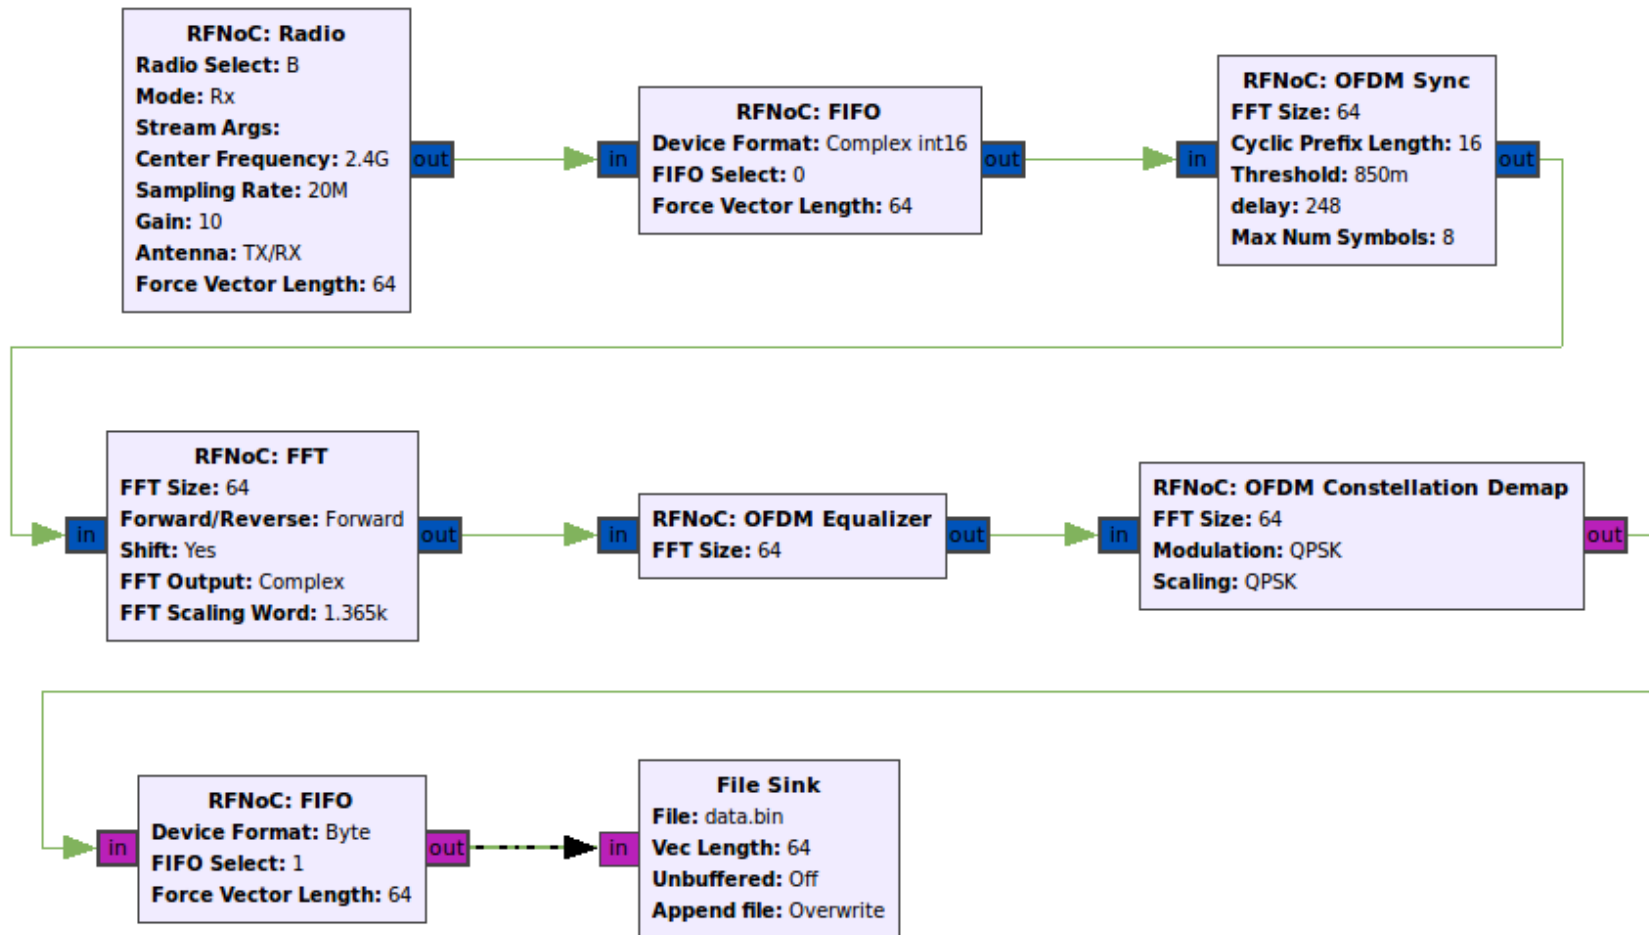 RFNoC: Radio
Radio Select: B
Mode: Rx
Stream Args:
Center Frequency: 2.4G
Sampling Rate: 20M
Gain: 10
Antenna: TX/RX
Force Vector Length: 64
out
in
RFNoC: FIFO
Device Format: Complex int16
FIFO Select: 0
Force Vector Length: 64
out
in
RFNoC: OFDM Sync
FFT Size: 64
Cyclic Prefix Length: 16
Threshold: 850m
delay: 248
Max Num Symbols: 8
out
in
RFNoC: FFT
FFT Size: 64
Forward/Reverse: Forward
Shift: Yes
FFT Output: Complex
FFT Scaling Word: 1.365k
out
in
RFNoC: OFDM Equalizer
FFT Size: 64
out
in
RFNoC: OFDM Constellation Demap
FFT Size: 64
Modulation: QPSK
Scaling: QPSK
out
in
RFNoC: FIFO
Device Format: Byte
FIFO Select: 1
Force Vector Length: 64
out
in
File Sink
File: data.bin
Vec Length: 64
Unbuffered: Off
Append file: Overwrite